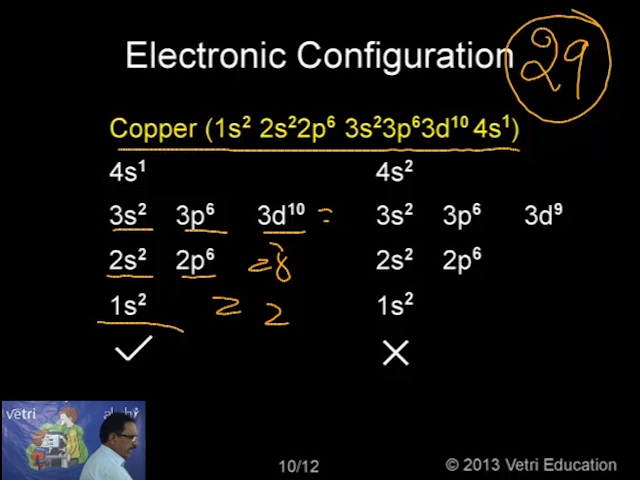 Electronic Configuration 29
Copper (1s² 2s²2p⁶ 3s²3p⁶3d¹⁰ 4s¹)
4s¹ 4s²
3s² 3p⁶ 3d¹⁰ = 3s² 3p⁶ 3d⁹
2s² 2p⁶ = 8 2s² 2p⁶
1s² = 2 1s²
✓ ✕
vetri
10/12 © 2013 Vetri Education